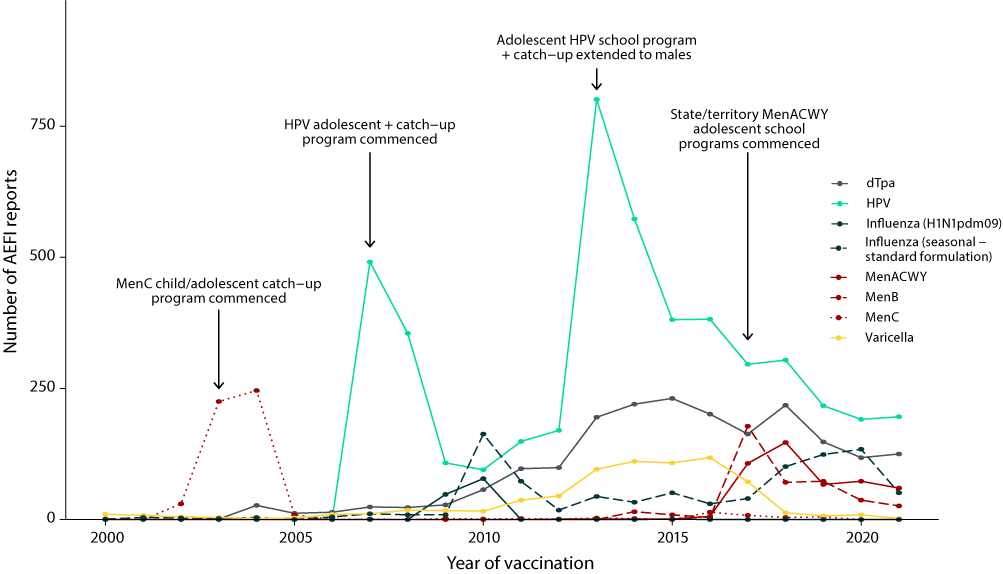 Adolescent HPV school program
+ catch−up extended to males
State/territory MenACWY
adolescent school
programs commenced
HPV adolescent + catch−up
program commenced
MenC child/adolescent catch−up
program commenced
Number of AEFI reports
750
500
250
0
2000
2005
2010
2015
2020
Year of vaccination
dTpa
HPV
Influenza (H1N1pdm09)
Influenza (seasonal −
standard formulation)
MenACWY
MenB
MenC
Varicella